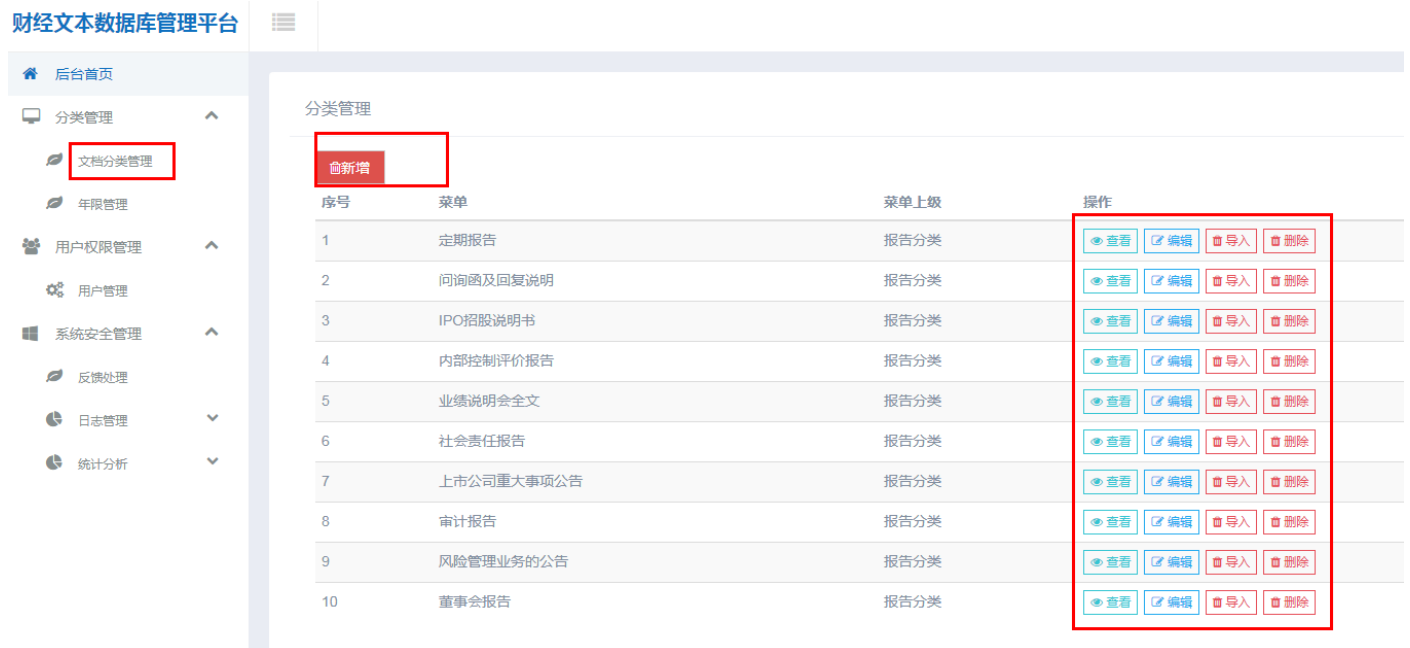 财经文本数据库管理平台
后台首页
分类管理
文档分类管理
年限管理
用户权限管理
用户管理
系统安全管理
反馈处理
日志管理
统计分析
分类管理
新增
序号 菜单 菜单上级 操作
1 定期报告 报告分类 查看 编辑 导入 删除
2 问询函及回复说明 报告分类 查看 编辑 导入 删除
3 IPO招股说明书 报告分类 查看 编辑 导入 删除
4 内部控制评价报告 报告分类 查看 编辑 导入 删除
5 业绩说明会全文 报告分类 查看 编辑 导入 删除
6 社会责任报告 报告分类 查看 编辑 导入 删除
7 上市公司重大事项公告 报告分类 查看 编辑 导入 删除
8 审计报告 报告分类 查看 编辑 导入 删除
9 风险管理业务的公告 报告分类 查看 编辑 导入 删除
10 董事会报告 报告分类 查看 编辑 导入 删除